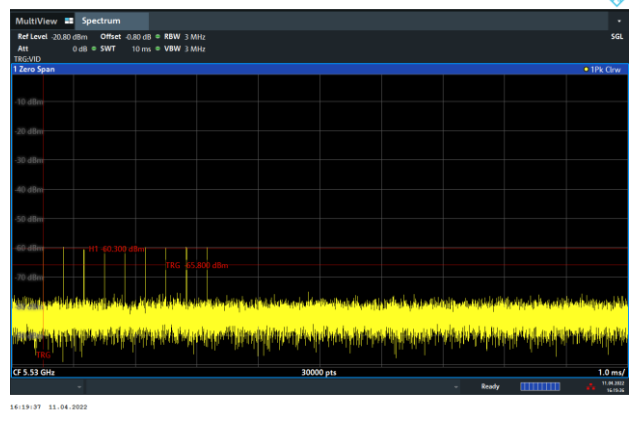 MultiView Spectrum
Ref Level -20.80 dBm Offset -0.80 dB RBW 3 MHz SGL
Att 0 dB SWT 10 ms VBW 3 MHz
TRG:VID
1 Zero Span 1Pk Clrw
-10 dBm
-20 dBm
-30 dBm
-40 dBm
-50 dBm
-60 dBm
H1 -60.300 dBm
TRG -65.800 dBm
-70 dBm
TRG
CF 5.53 GHz 30000 pts 1.0 ms/
Ready 11.04.2022
16:19:37 11.04.2022